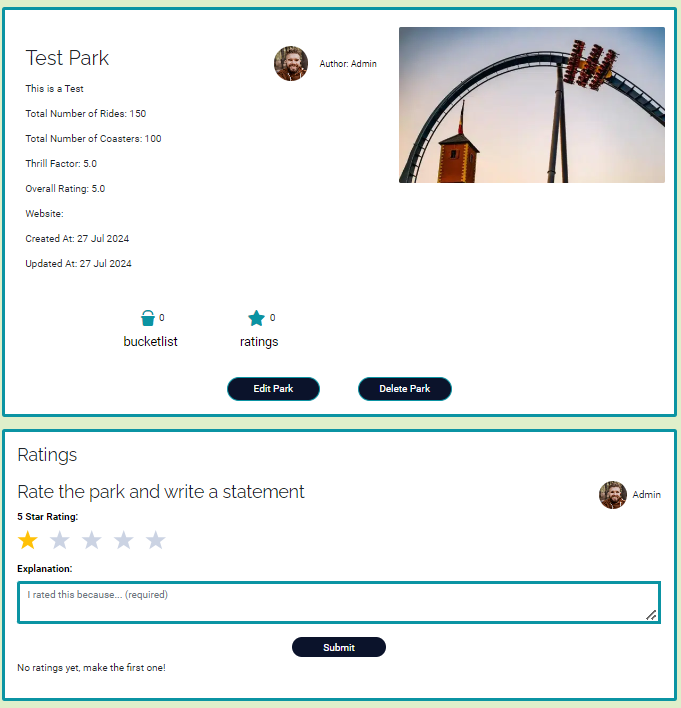 Test Park
Author: Admin
This is a Test
Total Number of Rides: 150
Total Number of Coasters: 100
Thrill Factor: 5.0
Overall Rating: 5.0
Website:
Created At: 27 Jul 2024
Updated At: 27 Jul 2024
0 0
bucketlist ratings
Edit Park Delete Park
Ratings
Rate the park and write a statement
Admin
5 Star Rating:
Explanation:
I rated this because... (required)
Submit
No ratings yet, make the first one!